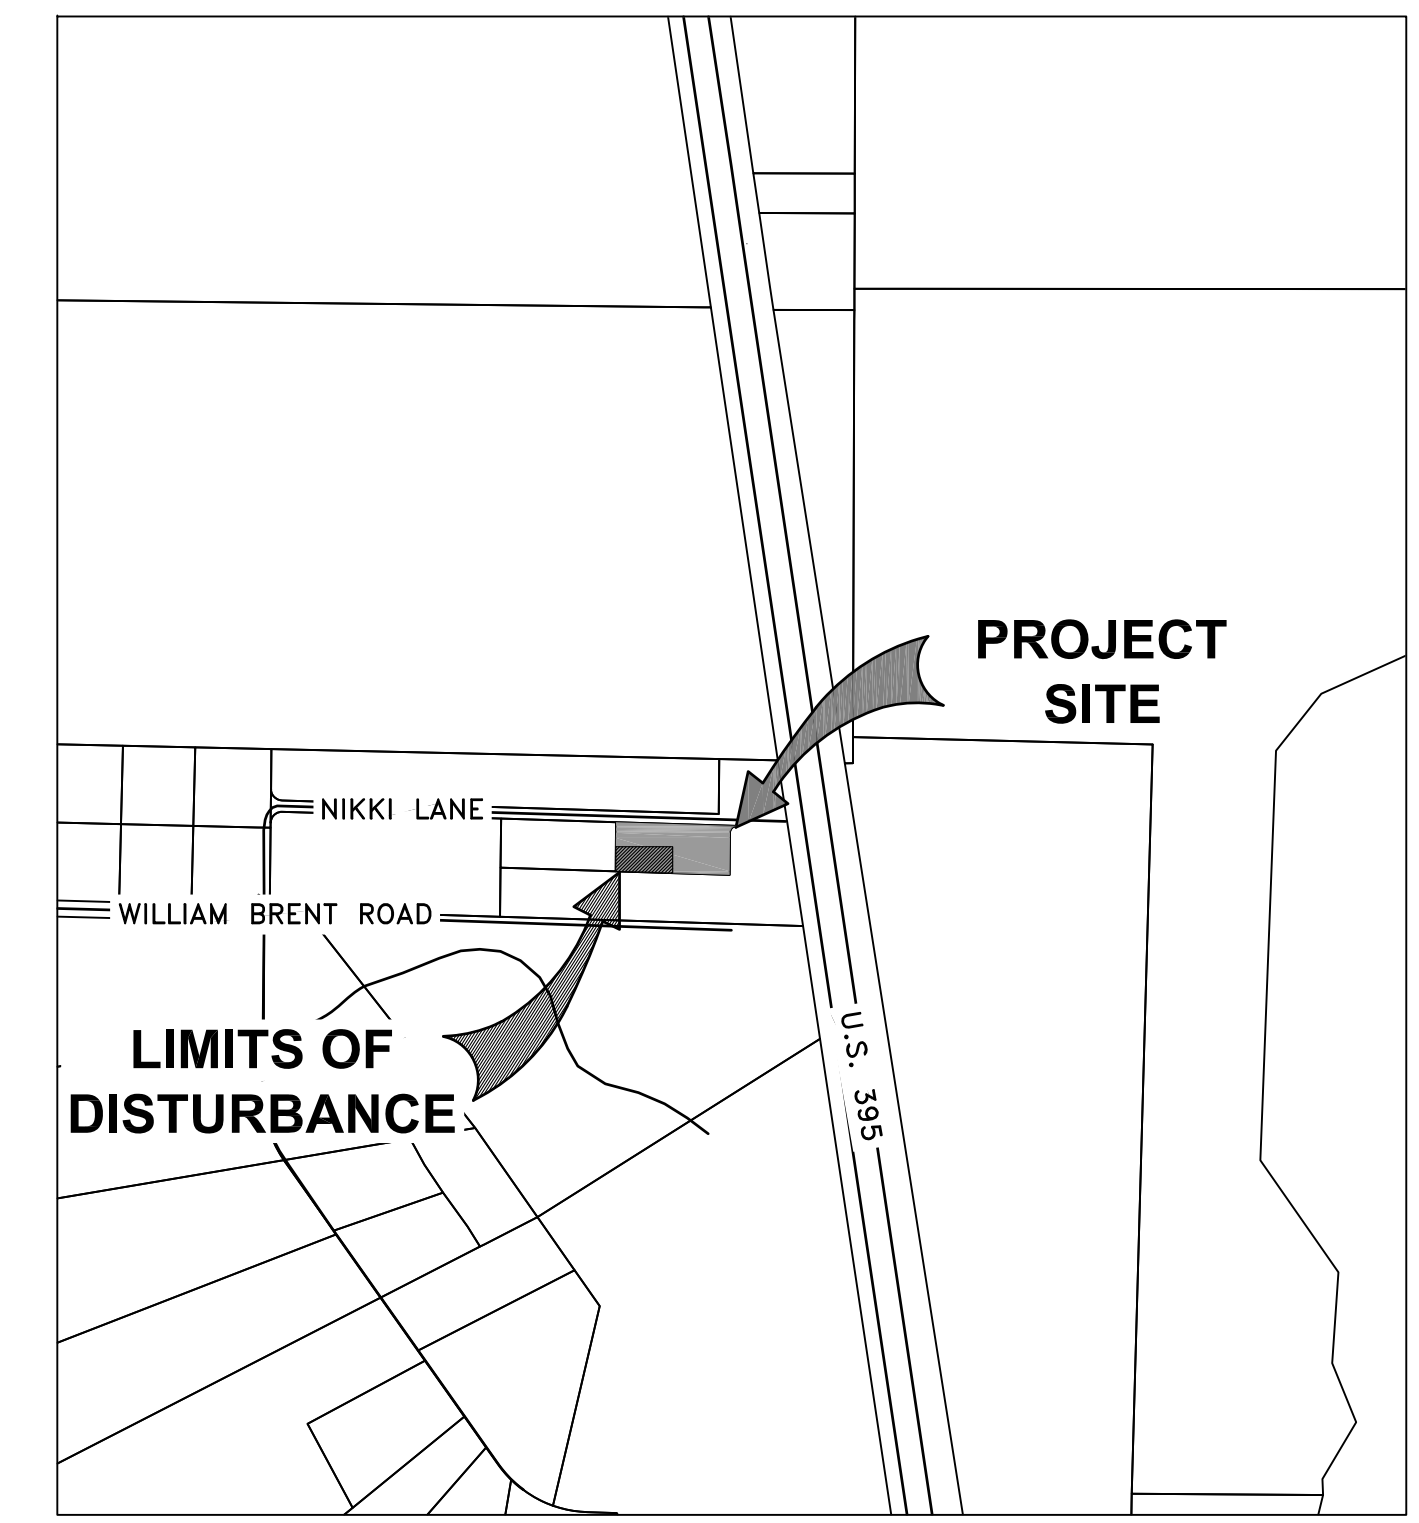 PROJECT
SITE
NIKKI LANE
WILLIAM BRENT ROAD
LIMITS OF
DISTURBANCE
U.S. 395